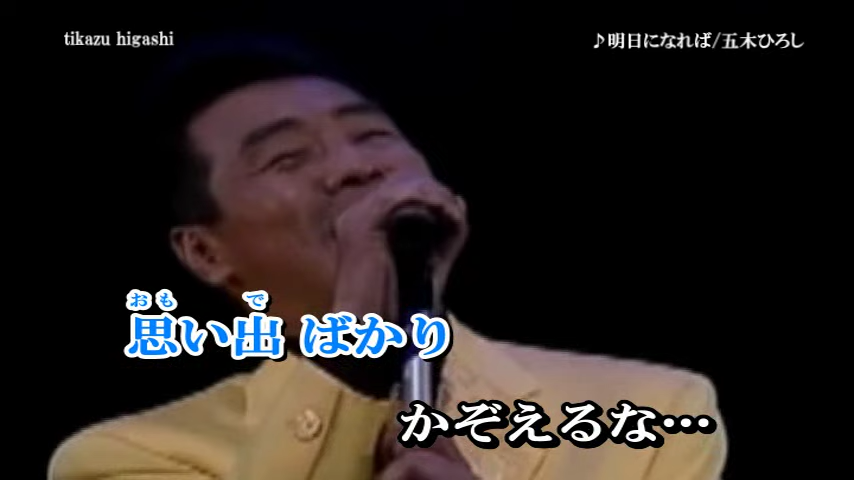 tikazu higashi
♪明日になれば/五木ひろし
おも で
思い出 ばかり
かぞえるな…